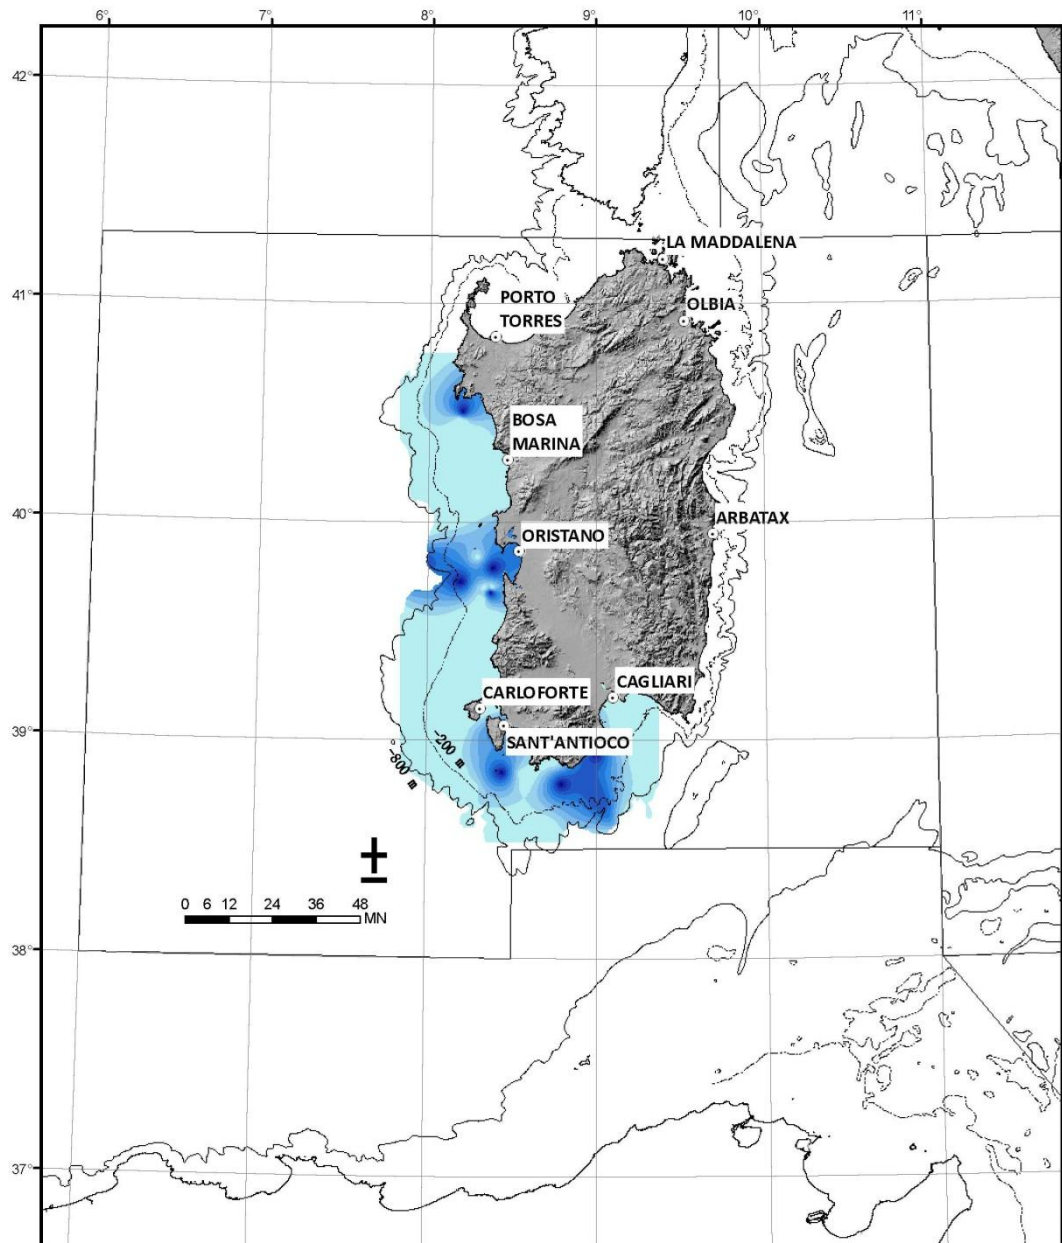 6° 7° 8° 9° 10° 11°
42°
LA MADDALENA
41°
PORTO
TORRES
OLBIA
BOSA
MARINA
40°
ARBATAX
ORISTANO
CAGLIARI
CARLOFORTE
39°
SANT'ANTIOCO
-200 m
-800 m
0 6 12 24 36 48
MN
38°
37°